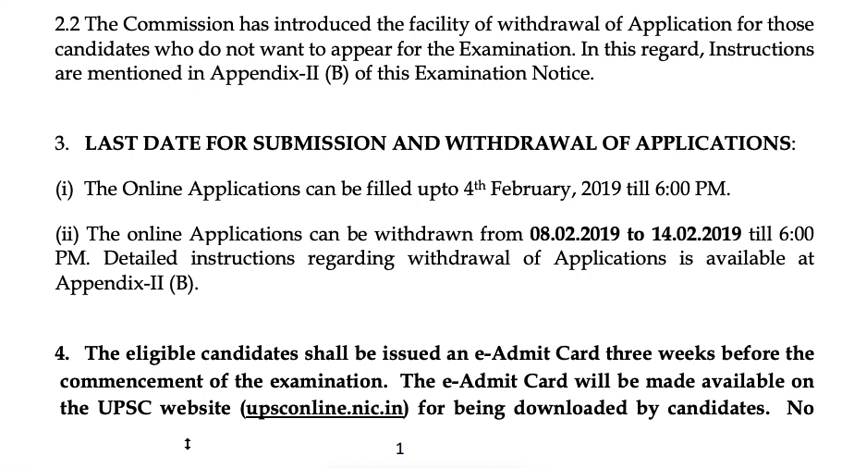 2.2 The Commission has introduced the facility of withdrawal of Application for those
candidates who do not want to appear for the Examination. In this regard, Instructions
are mentioned in Appendix-II (B) of this Examination Notice.
3. LAST DATE FOR SUBMISSION AND WITHDRAWAL OF APPLICATIONS:
(i) The Online Applications can be filled upto 4th February, 2019 till 6:00 PM.
(ii) The online Applications can be withdrawn from 08.02.2019 to 14.02.2019 till 6:00
PM. Detailed instructions regarding withdrawal of Applications is available at
Appendix-II (B).
4. The eligible candidates shall be issued an e-Admit Card three weeks before the
commencement of the examination. The e-Admit Card will be made available on
the UPSC website (upsconline.nic.in) for being downloaded by candidates. No
1